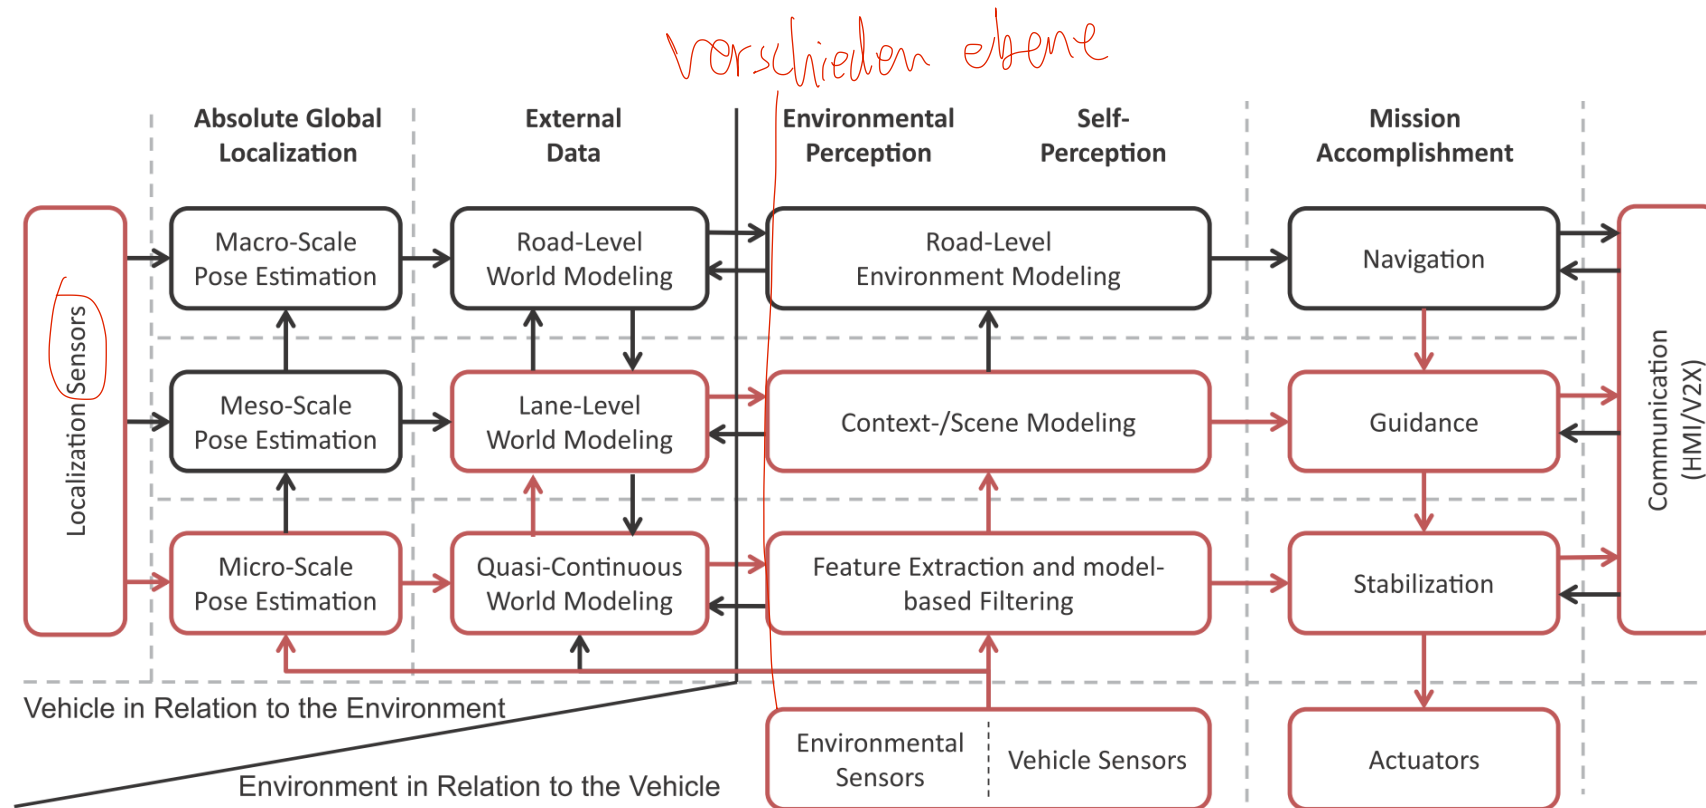 verschieden ebene
Absolute Global
Localization
External
Data
Environmental
Perception
Self-
Perception
Mission
Accomplishment
Localization Sensors
Macro-Scale
Pose Estimation
Road-Level
World Modeling
Road-Level
Environment Modeling
Navigation
Communication
(HMI/V2X)
Meso-Scale
Pose Estimation
Lane-Level
World Modeling
Context-/Scene Modeling
Guidance
Micro-Scale
Pose Estimation
Quasi-Continuous
World Modeling
Feature Extraction and model-
based Filtering
Stabilization
Vehicle in Relation to the Environment
Environment in Relation to the Vehicle
Environmental
Sensors
Vehicle Sensors
Actuators